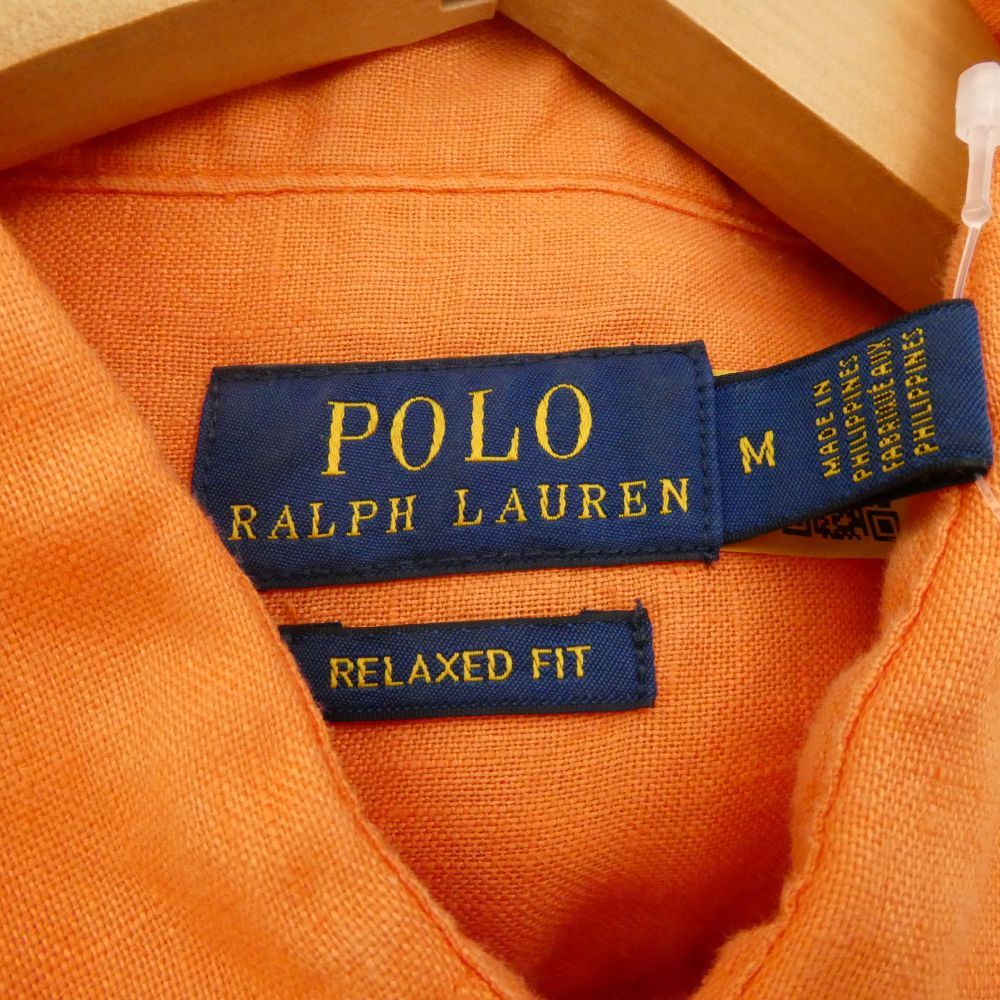 POLO
RALPH LAUREN
M
MADE IN
PHILIPPINES
FABRIQUÉ AUX
PHILIPPINES
RELAXED FIT